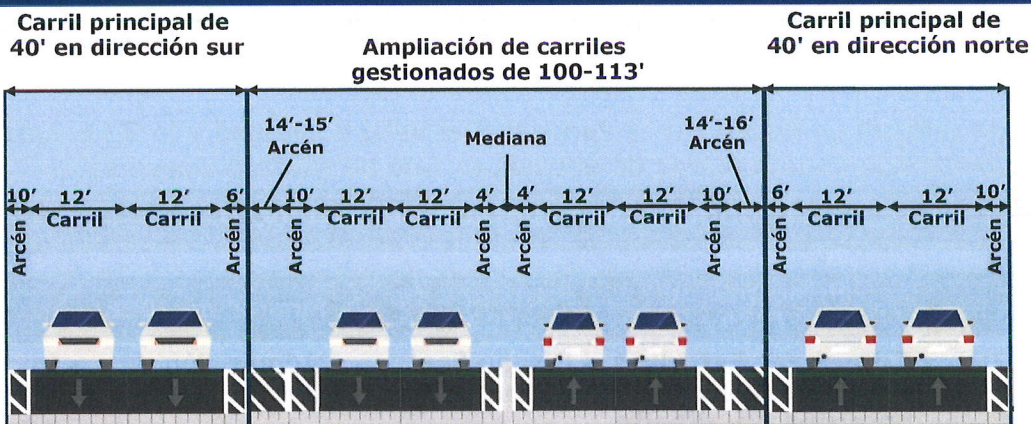 Carril principal de
40' en dirección sur
Ampliación de carriles
gestionados de 100-113'
Carril principal de
40' en dirección norte
14'-15'
Arcén
Mediana
14'-16'
Arcén
10' 12' 12' 6' 10' 12' 12' 4' 4' 12' 12' 10' 6' 12' 12' 10'
Arcén Carril Carril Arcén Arcén Carril Carril Arcén Arcén Carril Carril Arcén Arcén Carril Carril Arcén